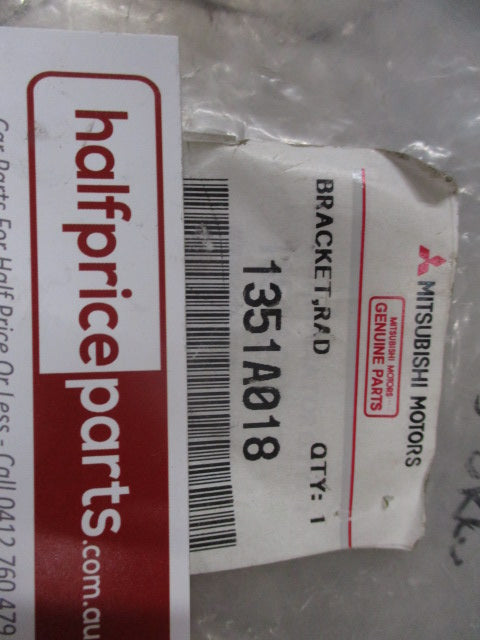 MITSUBISHI MOTORS
MITSUBISHI MOTORS
GENUINE PARTS
BRACKET,RAD QTY: 1
1351A018
halfpriceparts.com.au
Car Parts For Half Price Or Less - Call 0412 760 479